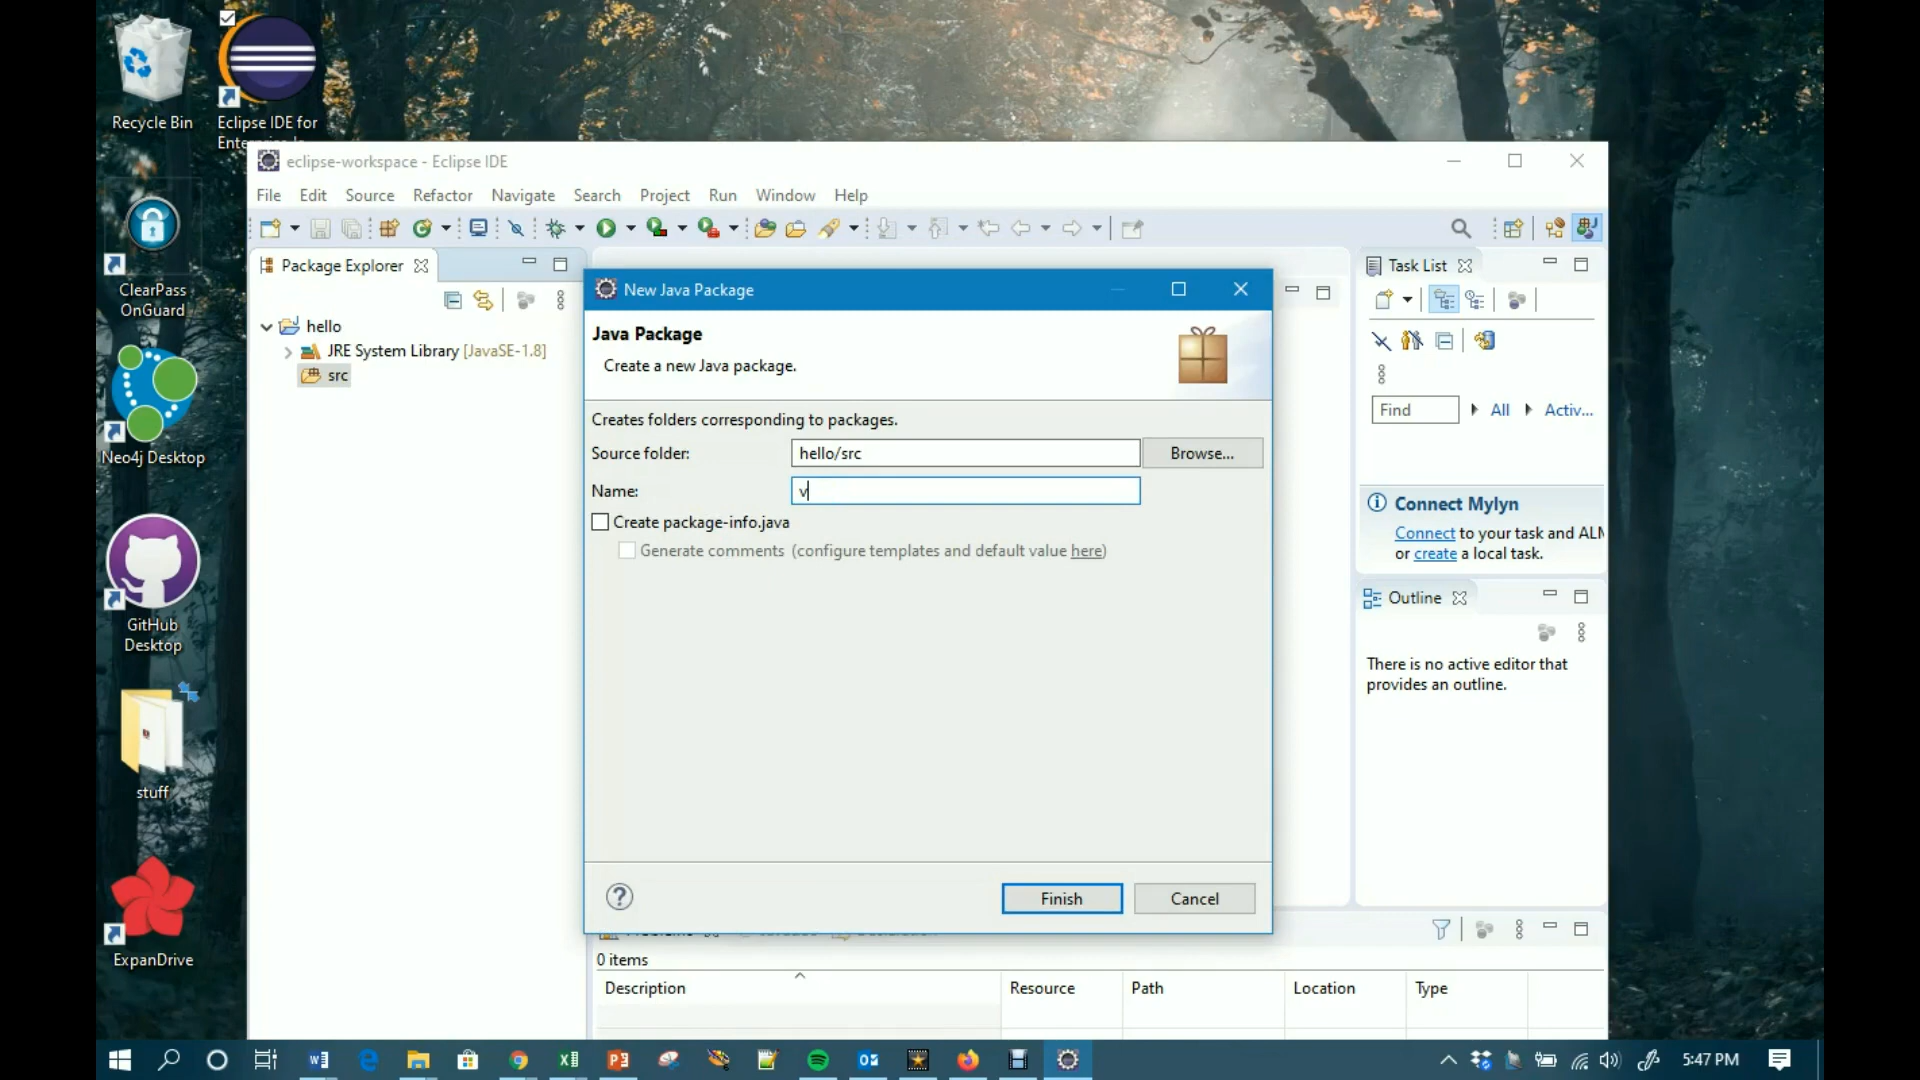 Recycle Bin
Eclipse IDE for
eclipse-workspace - Eclipse IDE
File Edit Source Refactor Navigate Search Project Run Window Help
Package Explorer
Task List
New Java Package
ClearPass
OnGuard
hello
Java Package
JRE System Library [JavaSE-1.8]
Create a new Java package.
src
Find All Activ...
Creates folders corresponding to packages.
Source folder: hello/src Browse...
Neo4j Desktop
Name: v
Connect Mylyn
Create package-info.java
Connect to your task and ALM
Generate comments (configure templates and default value here)
or create a local task.
Outline
GitHub
Desktop
There is no active editor that
provides an outline.
stuff
Finish Cancel
ExpanDrive
0 items
Description Resource Path Location Type
5:47 PM